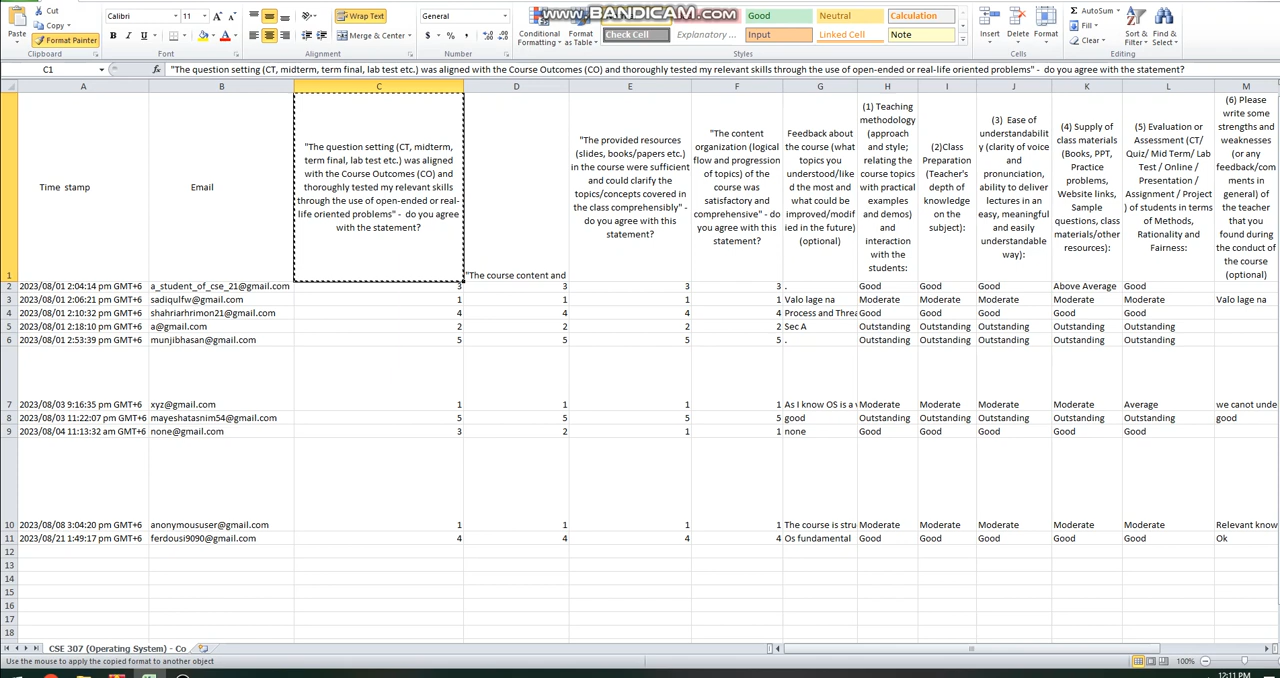 Calibri
11
Wrap Text
General
www.BANDICAM.com
Good
Neutral
Calculation
AutoSum
Fill
Clear
Cut
Copy
Paste
Format Painter
B I U
Merge & Center
$ % ,
Conditional
Formatting
Format
as Table
Check Cell
Explanatory ...
Input
Linked Cell
Note
Insert
Delete
Format
Sort &
Filter
Find &
Select
Clipboard
Font
Alignment
Number
Styles
Cells
Editing
C1
fx
"The question setting (CT, midterm, term final, lab test etc.) was aligned with the Course Outcomes (CO) and thoroughly tested my relevant skills through the use of open-ended or real-life oriented problems" - do you agree with the statement?
A B C D E F G H I J K L M
1
Time stamp
Email
"The question setting (CT, midterm,
term final, lab test etc.) was aligned
with the Course Outcomes (CO) and
thoroughly tested my relevant skills
through the use of open-ended or real-
life oriented problems" - do you agree
with the statement?
"The course content and
"The provided resources
(slides, books/papers etc.)
in the course were sufficient
and could clarify the
topics/concepts covered in
the class comprehensibly" -
do you agree with this
statement?
"The content
organization (logical
flow and progression
of topics) of the
course was
satisfactory and
comprehensive" - do
you agree with this
statement?
Feedback about
the course (what
topics you
understood/like
d the most and
what could be
improved/modif
ied in the future)
(optional)
(1) Teaching
methodology
(approach
and style;
relating the
course topics
with practical
examples
and demos)
and
interaction
with the
students:
(2)Class
Preparation
(Teacher's
depth of
knowledge
on the
subject):
(3) Ease of
understandabilit
y (clarity of voice
and
pronunciation,
ability to deliver
lectures in an
easy, meaningful
and easily
understandable
way):
(4) Supply of
class materials
(Books, PPT,
Practice
problems,
Website links,
Sample
questions, class
materials/other
resources):
(5) Evaluation or
Assessment (CT/
Quiz/ Mid Term/ Lab
Test / Online /
Presentation /
Assignment / Project
) of students in terms
of Methods,
Rationality and
Fairness:
(6) Please
write some
strengths and
weaknesses
(or any
feedback/com
ments in
general) of
the teacher
that you
found during
the conduct of
the course
(optional)
2 2023/08/01 2:04:14 pm GMT+6 a_student_of_cse_21@gmail.com 3 3 3 3 . Good Good Good Above Average Good
3 2023/08/01 2:06:21 pm GMT+6 sadiqulfw@gmail.com 1 1 1 1 Valo lage na Moderate Moderate Moderate Moderate Moderate Valo lage na
4 2023/08/01 2:10:32 pm GMT+6 shahriarhrimon21@gmail.com 4 4 4 4 Process and Threa Good Good Good Good Good
5 2023/08/01 2:18:10 pm GMT+6 a@gmail.com 2 2 2 2 Sec A Outstanding Outstanding Outstanding Outstanding Outstanding
6 2023/08/01 2:53:39 pm GMT+6 munjibhasan@gmail.com 5 5 5 5 . Outstanding Outstanding Outstanding Outstanding Outstanding
7 2023/08/03 9:16:35 pm GMT+6 xyz@gmail.com 1 1 1 1 As I know OS is a v Moderate Moderate Moderate Moderate Average we canot unde
8 2023/08/03 11:22:07 pm GMT+6 mayeshatasnim54@gmail.com 5 5 5 5 good Outstanding Outstanding Outstanding Outstanding Outstanding good
9 2023/08/04 11:13:32 am GMT+6 none@gmail.com 3 2 1 1 none Good Good Good Good Good
10 2023/08/08 3:04:20 pm GMT+6 anonymoususer@gmail.com 1 1 1 1 The course is stru Moderate Moderate Moderate Moderate Moderate Relevant know
11 2023/08/21 1:49:17 pm GMT+6 ferdousi9090@gmail.com 4 4 4 4 Os fundamental Good Good Good Good Good Ok
12
13
14
15
16
17
18
CSE 307 (Operating System) - Co
Use the mouse to apply the copied format to another object
100%
12:11 PM